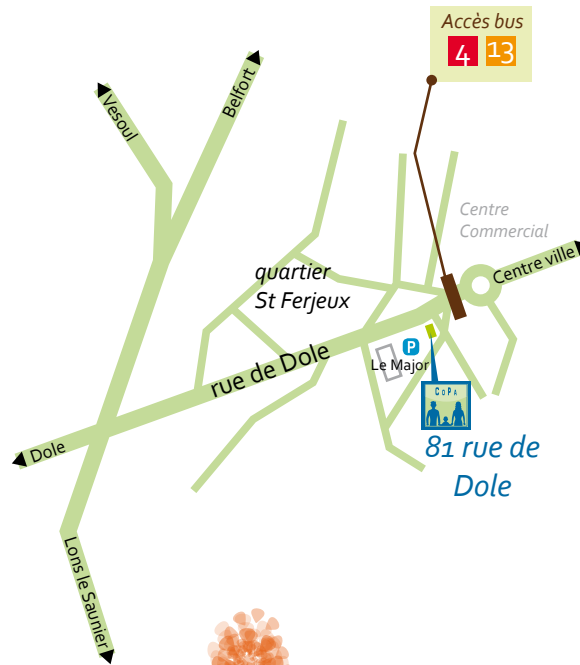 Accès bus
4 13
Belfort
Vesoul
Centre
Commercial
Centre ville
quartier
St Ferjeux
rue de Dole
P
Le Major
CoPa
81 rue de
Dole
Dole
Lons le Saunier